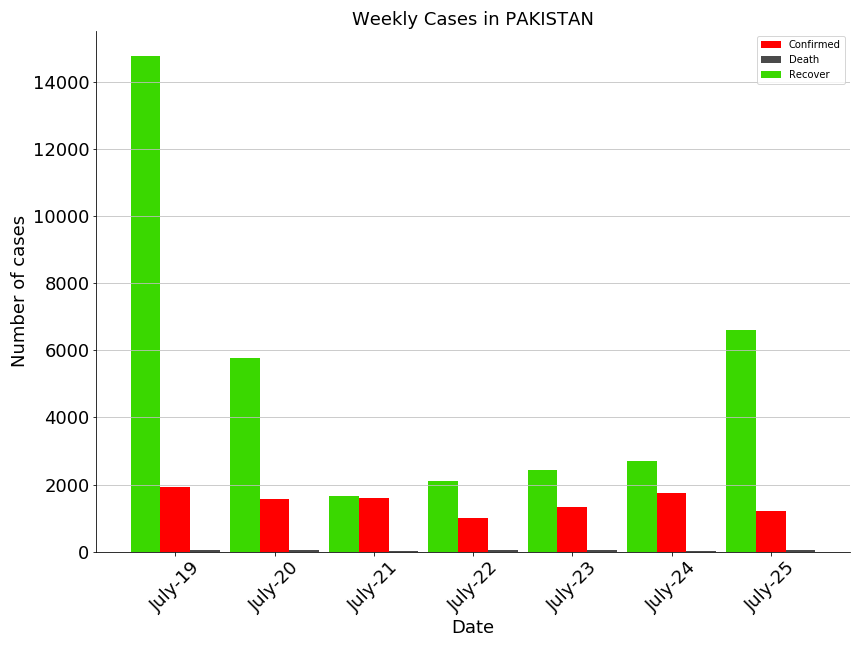 Weekly Cases in PAKISTAN
Confirmed
Death
Recover
Number of cases
14000
12000
10000
8000
6000
4000
2000
0
July-19
July-20
July-21
July-22
July-23
July-24
July-25
Date